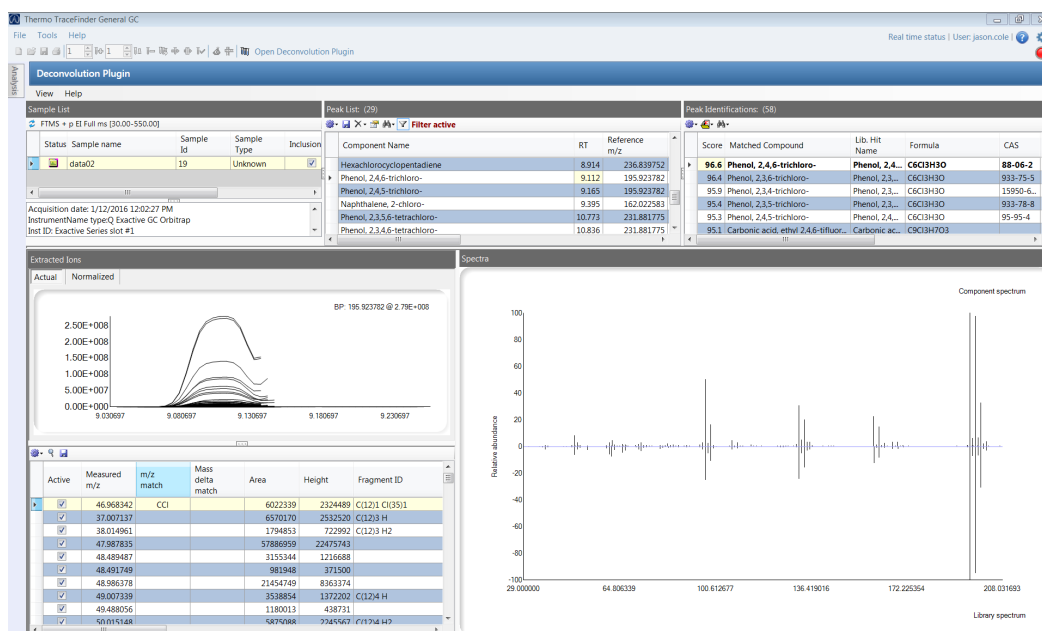 Thermo TraceFinder General GC
File Tools Help
Real time status | User: jason.cole
1 1 Open Deconvolution Plugin
Analysis
Deconvolution Plugin
View Help
Sample List
FTMS + p EI Full ms [30.00-550.00]
Status Sample name Sample Id Sample Type Inclusion
data02 19 Unknown
Acquisition date: 1/12/2016 12:02:27 PM
InstrumentName type:Q Exactive GC Orbitrap
Inst ID: Exactive Series slot #1
Peak List: (29)
Filter active
Component Name RT Reference m/z
Hexachlorocyclopentadiene 8.914 236.839752
Phenol, 2,4,6-trichloro- 9.112 195.923782
Phenol, 2,4,5-trichloro- 9.165 195.923782
Naphthalene, 2-chloro- 9.395 162.022583
Phenol, 2,3,5,6-tetrachloro- 10.773 231.881775
Phenol, 2,3,4,6-tetrachloro- 10.836 231.881775
Peak Identifications: (58)
Score Matched Compound Lib. Hit Name Formula CAS
96.6 Phenol, 2,4,6-trichloro- Phenol, 2,4... C6Cl3H3O 88-06-2
96.4 Phenol, 2,3,6-trichloro- Phenol, 2,3,... C6Cl3H3O 933-75-5
95.9 Phenol, 2,3,4-trichloro- Phenol, 2,3,... C6Cl3H3O 15950-6...
95.4 Phenol, 2,3,5-trichloro- Phenol, 2,3,... C6Cl3H3O 933-78-8
95.3 Phenol, 2,4,5-trichloro- Phenol, 2,4,... C6Cl3H3O 95-95-4
95.1 Carbonic acid, ethyl 2,4,6-tifluor... Carbonic ac... C9Cl3H7O3
Extracted Ions
Actual Normalized
BP: 195.923782 @ 2.79E+008
2.50E+008
2.00E+008
1.50E+008
1.00E+008
5.00E+007
0.00E+000
9.030697 9.080697 9.130697 9.180697 9.230697
Active Measured m/z m/z match Mass delta match Area Height Fragment ID
46.968342 CCl 6022339 2324489 C(12)1 Cl(35)1
37.007137 6570170 2532520 C(12)3 H
38.014961 1794853 722992 C(12)3 H2
47.987835 57886959 22475743
48.489487 3155344 1216688
48.491749 981948 371500
48.986378 21454749 8363374
49.007339 3538854 1372202 C(12)4 H
49.488056 1180013 438731
50.015148 5875088 2245567 C(12)4 H2
Spectra
Component spectrum
100
80
60
40
20
0
-20
-40
-60
-80
-100
Relative abundance
29.000000 64.806339 100.612677 136.419016 172.225354 208.031693
Library spectrum